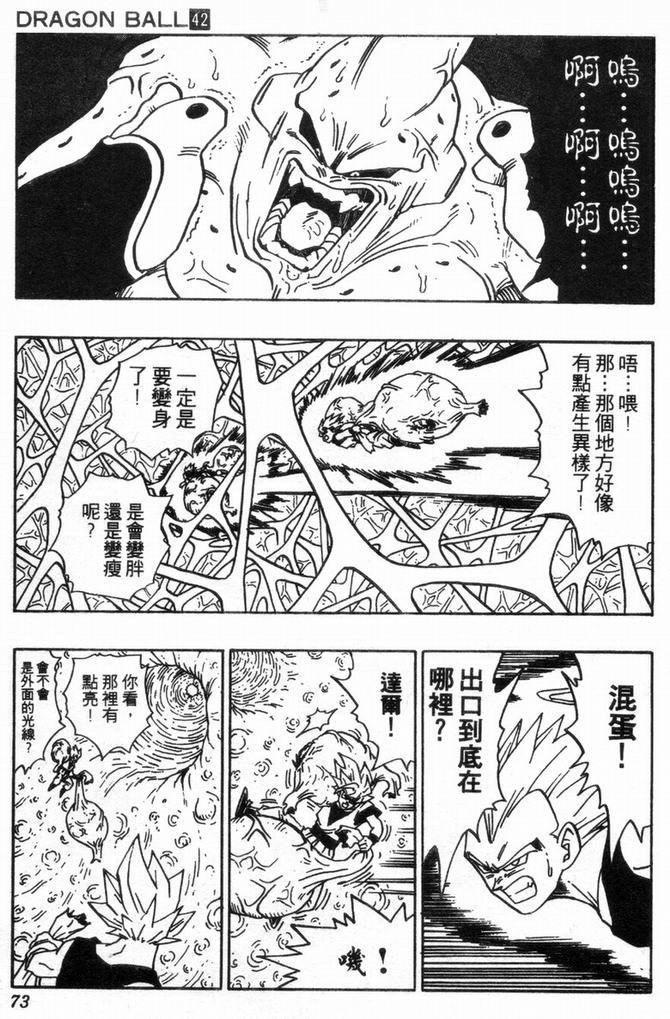 DRAGON BALL 42
嗚…嗚嗚嗚…
啊…啊…啊…
唔…喂！
那…那個地方好像
有點產生異樣了！
一定是
要變身
了！
是會變胖
還是變瘦
呢？
混蛋！
出口到底在
哪裡？
達爾！
嘰！
你看，
那裡有
點亮！
會不會
是外面的光線？
73